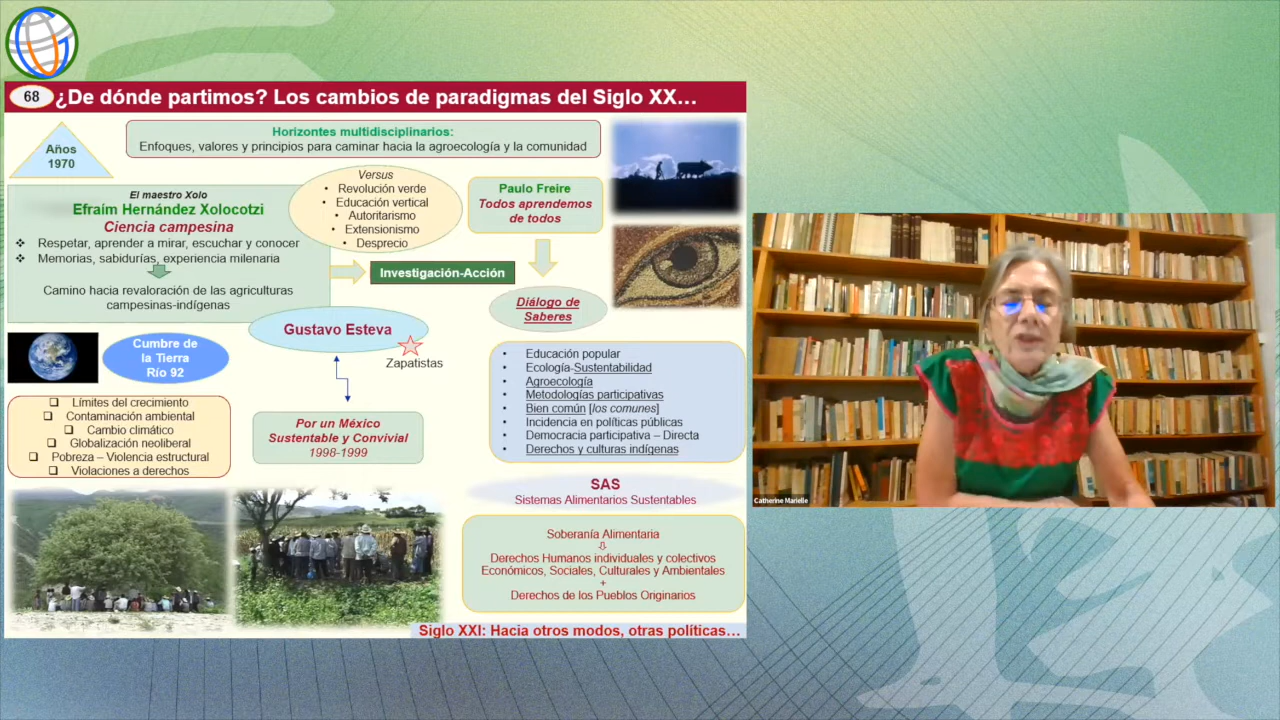 68 ¿De dónde partimos? Los cambios de paradigmas del Siglo XX…
Años
1970
Horizontes multidisciplinarios:
Enfoques, valores y principios para caminar hacia la agroecología y la comunidad
El maestro Xolo
Efraím Hernández Xolocotzi
Ciencia campesina
❖ Respetar, aprender a mirar, escuchar y conocer
❖ Memorias, sabidurías, experiencia milenaria
Camino hacia revaloración de las agriculturas
campesinas-indígenas
Versus
• Revolución verde
• Educación vertical
• Autoritarismo
• Extensionismo
• Desprecio
Paulo Freire
Todos aprendemos
de todos
Investigación-Acción
Diálogo de
Saberes
Gustavo Esteva
Zapatistas
Cumbre de
la Tierra
Río 92
❑ Límites del crecimiento
❑ Contaminación ambiental
❑ Cambio climático
❑ Globalización neoliberal
❑ Pobreza – Violencia estructural
❑ Violaciones a derechos
Por un México
Sustentable y Convivial
1998-1999
• Educación popular
• Ecología-Sustentabilidad
• Agroecología
• Metodologías participativas
• Bien común [los comunes]
• Incidencia en políticas públicas
• Democracia participativa – Directa
• Derechos y culturas indígenas
SAS
Sistemas Alimentarios Sustentables
Soberanía Alimentaria
Derechos Humanos individuales y colectivos
Económicos, Sociales, Culturales y Ambientales
+
Derechos de los Pueblos Originarios
Siglo XXI: Hacia otros modos, otras políticas…
Catherine Marielle